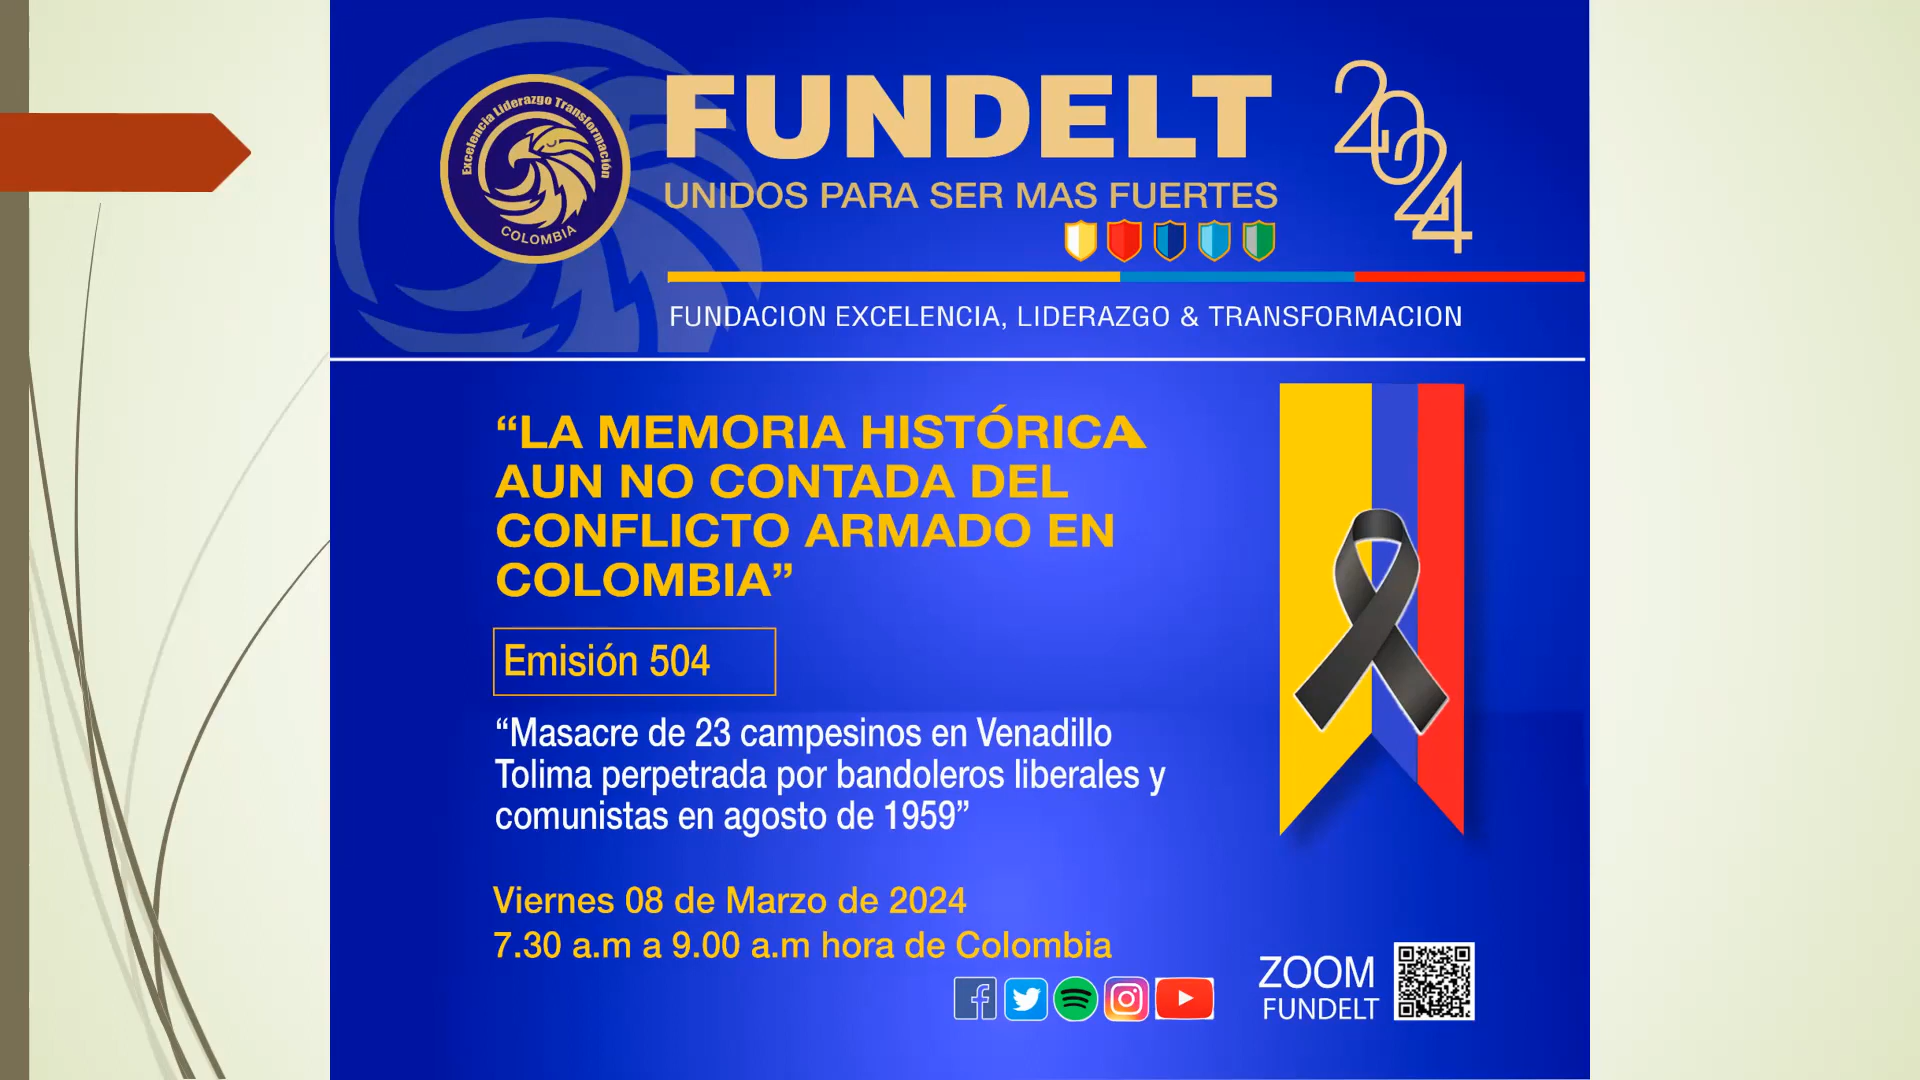 Excelencia Liderazgo Transformación
COLOMBIA
FUNDELT
UNIDOS PARA SER MAS FUERTES
2024
FUNDACION EXCELENCIA, LIDERAZGO & TRANSFORMACION
“LA MEMORIA HISTÓRICA
AUN NO CONTADA DEL
CONFLICTO ARMADO EN
COLOMBIA”
Emisión 504
“Masacre de 23 campesinos en Venadillo
Tolima perpetrada por bandoleros liberales y
comunistas en agosto de 1959”
Viernes 08 de Marzo de 2024
7.30 a.m a 9.00 a.m hora de Colombia
ZOOM
FUNDELT